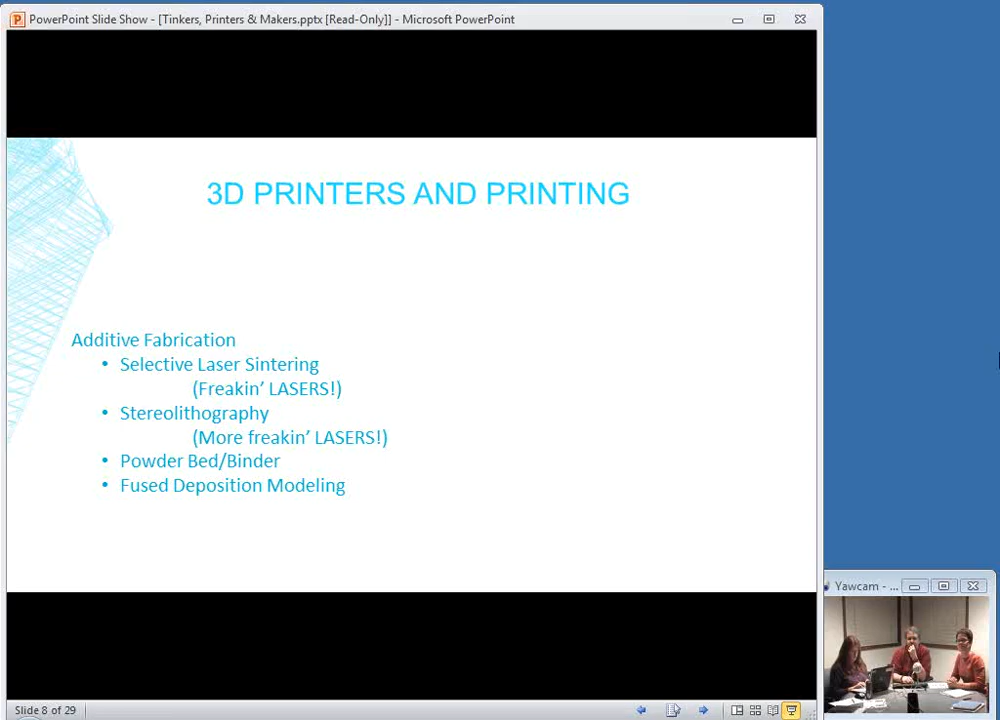 PowerPoint Slide Show - [Tinkers, Printers & Makers.pptx [Read-Only]] - Microsoft PowerPoint
3D PRINTERS AND PRINTING
Additive Fabrication
• Selective Laser Sintering
(Freakin’ LASERS!)
• Stereolithography
(More freakin’ LASERS!)
• Powder Bed/Binder
• Fused Deposition Modeling
Yawcam - ...
Slide 8 of 29